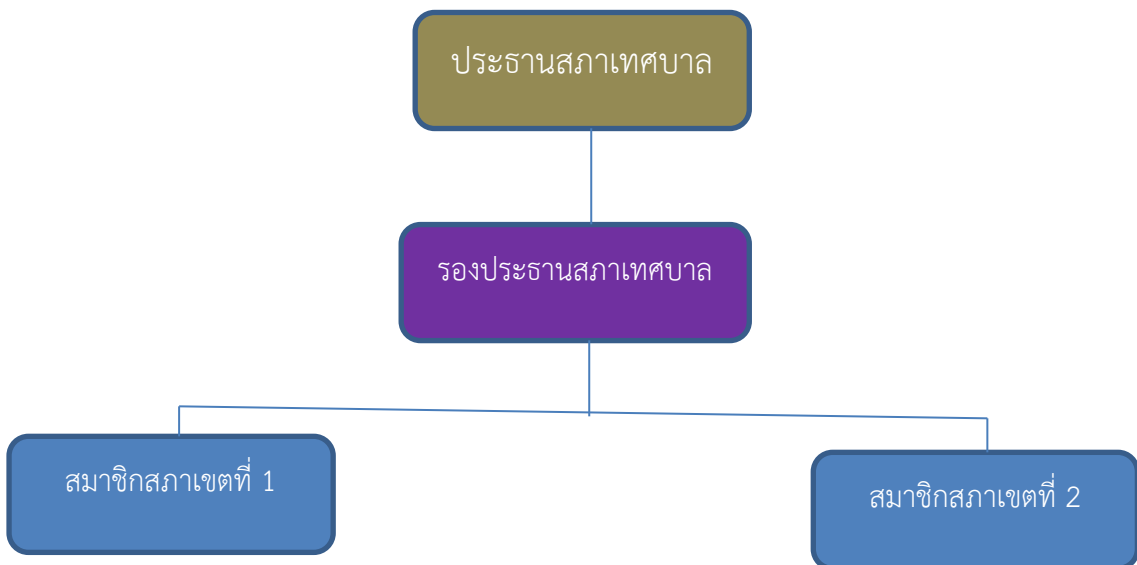 ประธานสภาเทศบาล
รองประธานสภาเทศบาล
สมาชิกสภาเขตที่ 1
สมาชิกสภาเขตที่ 2